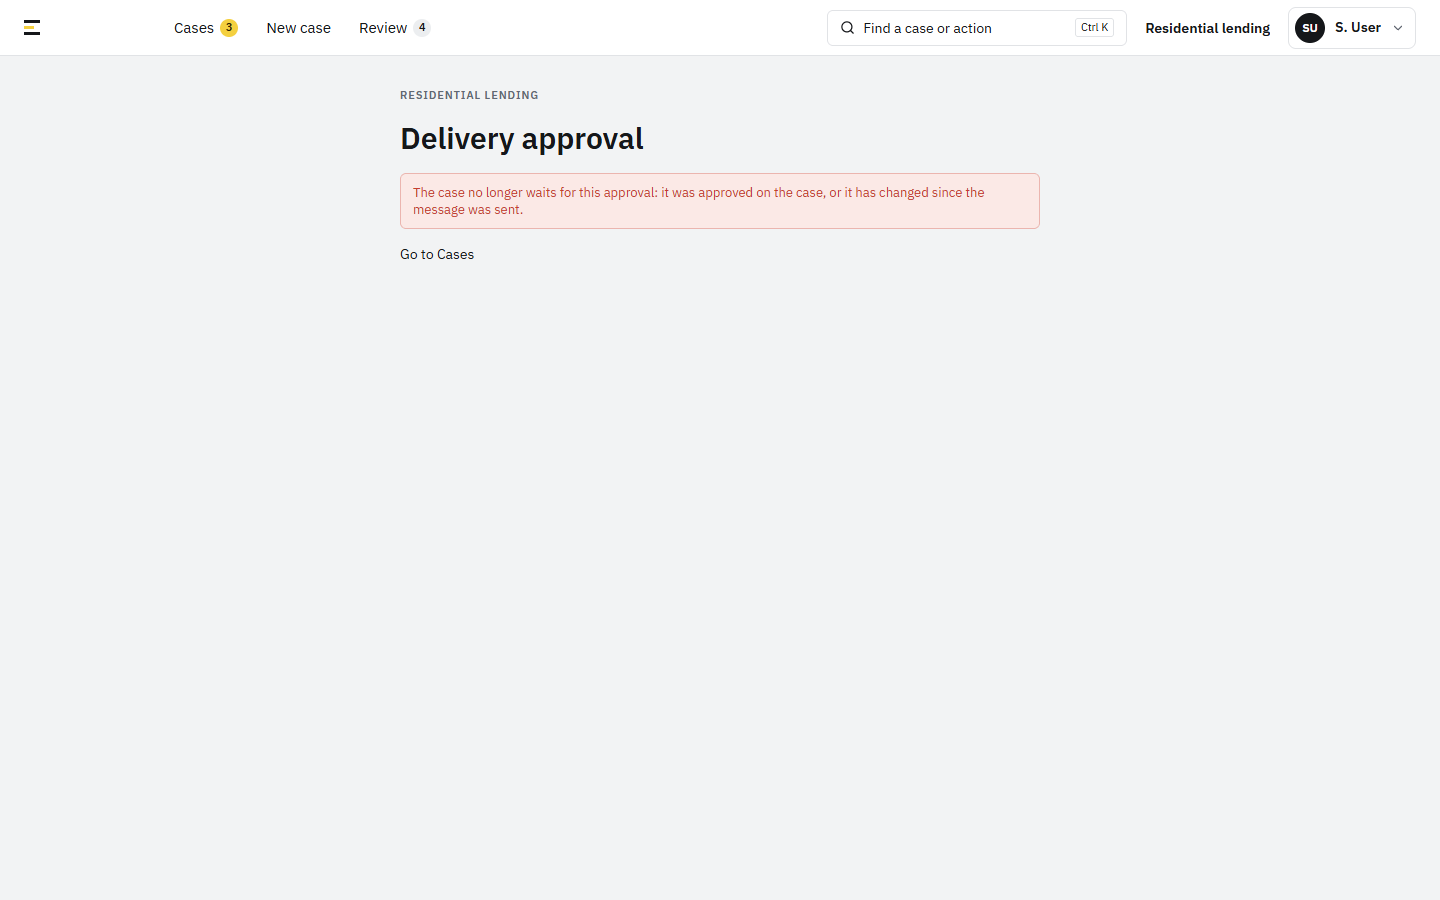 Cases 3 New case Review 4 Find a case or action Ctrl K Residential lending SU S. User
RESIDENTIAL LENDING
Delivery approval
The case no longer waits for this approval: it was approved on the case, or it has changed since the
message was sent.
Go to Cases